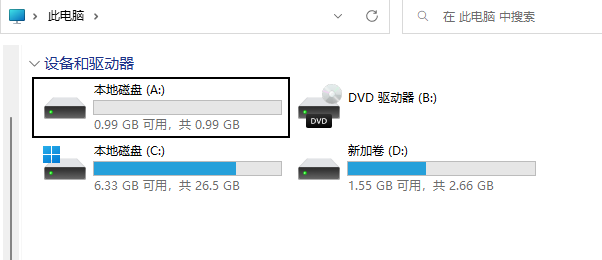 此电脑
在 此电脑 中搜索
设备和驱动器
本地磁盘 (A:)
0.99 GB 可用，共 0.99 GB
DVD 驱动器 (B:)
DVD
本地磁盘 (C:)
6.33 GB 可用，共 26.5 GB
新加卷 (D:)
1.55 GB 可用，共 2.66 GB